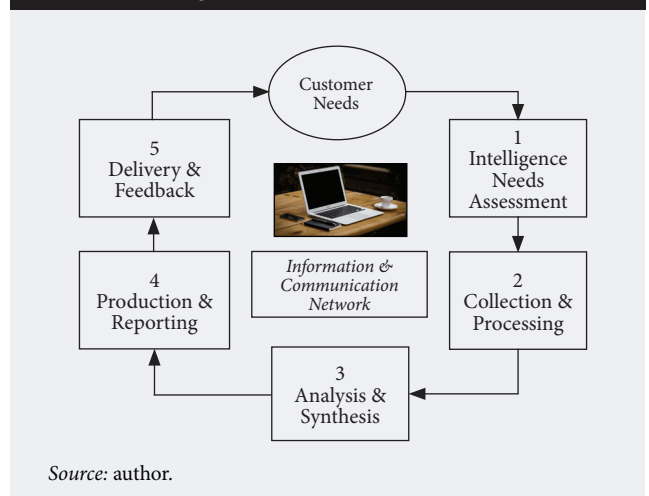 Customer
Needs
1
Intelligence
Needs
Assessment
2
Collection &
Processing
3
Analysis &
Synthesis
4
Production &
Reporting
5
Delivery &
Feedback
Information &
Communication
Network
Source: author.